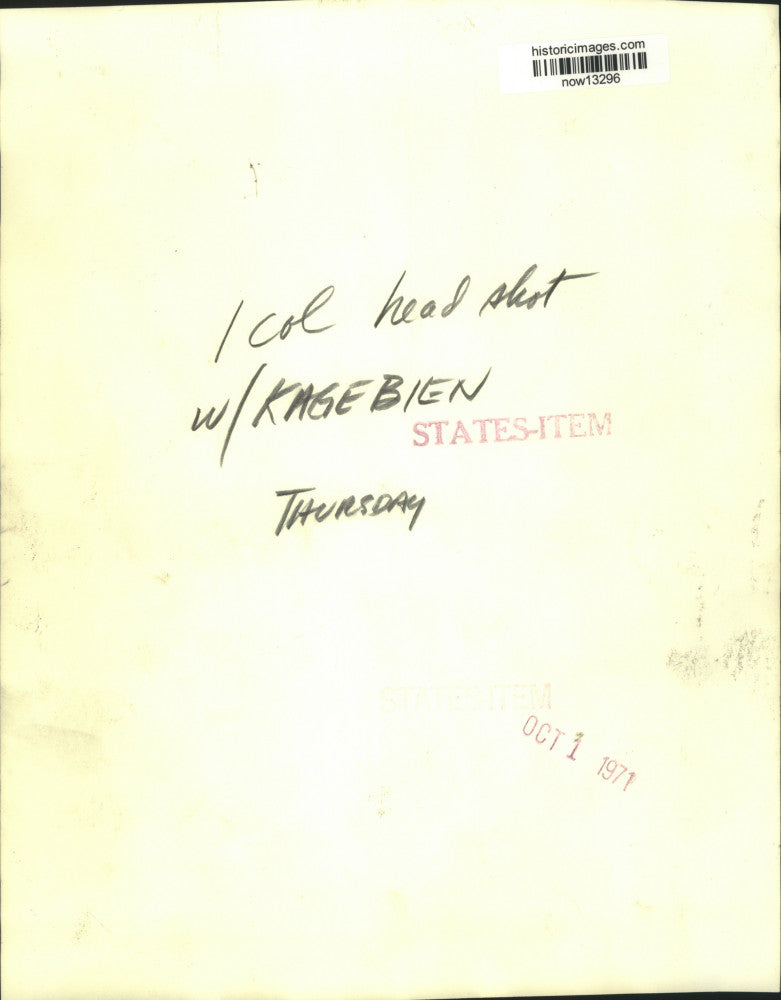 historicimages.com
now13296
1 col head shot
w/KAGEBIEN
STATES-ITEM
THURSDAY
STATES-ITEM
OCT 1 1971